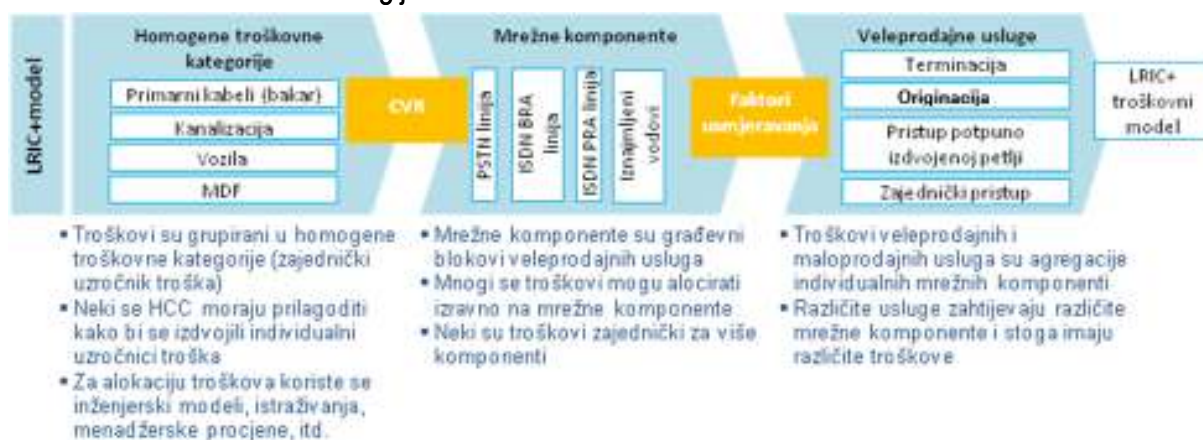 LRIC+model
Homogene troškovne
kategorije
Primarni kabeli (bakar)
Kanalizacija
Vozila
MDF
CVR
Mrežne komponente
PSTN linija
ISDN BRA
linija
ISDN PRA linija
Iznajmljeni
vodovi
Faktori
usmjeravanja
Veleprodajne usluge
Terminacija
Originacija
Pristup potpuno
izdvojenoj petlji
Zajednički pristup
LRIC+
troškovni
model
▪ Troškovi su grupirani u homogene
troškovne kategorije (zajednički
uzročnik troška)
▪ Neki se HCC moraju prilagoditi
kako bi se izdvojili individualni
uzročnici troška
▪ Za alokaciju troškova koriste se
inženjerski modeli, istraživanja,
menadžerske procjene, itd.
▪ Mrežne komponente su građevni
blokovi veleprodajnih usluga
▪ Mnogi se troškovi mogu alocirati
izravno na mrežne komponente
▪ Neki su troškovi zajednički za više
komponenti
▪ Troškovi veleprodajnih i
maloprodajnih usluga su agregacije
individualnih mrežnih komponenti
▪ Različite usluge zahtijevaju različite
mrežne komponente i stoga imaju
različite troškove